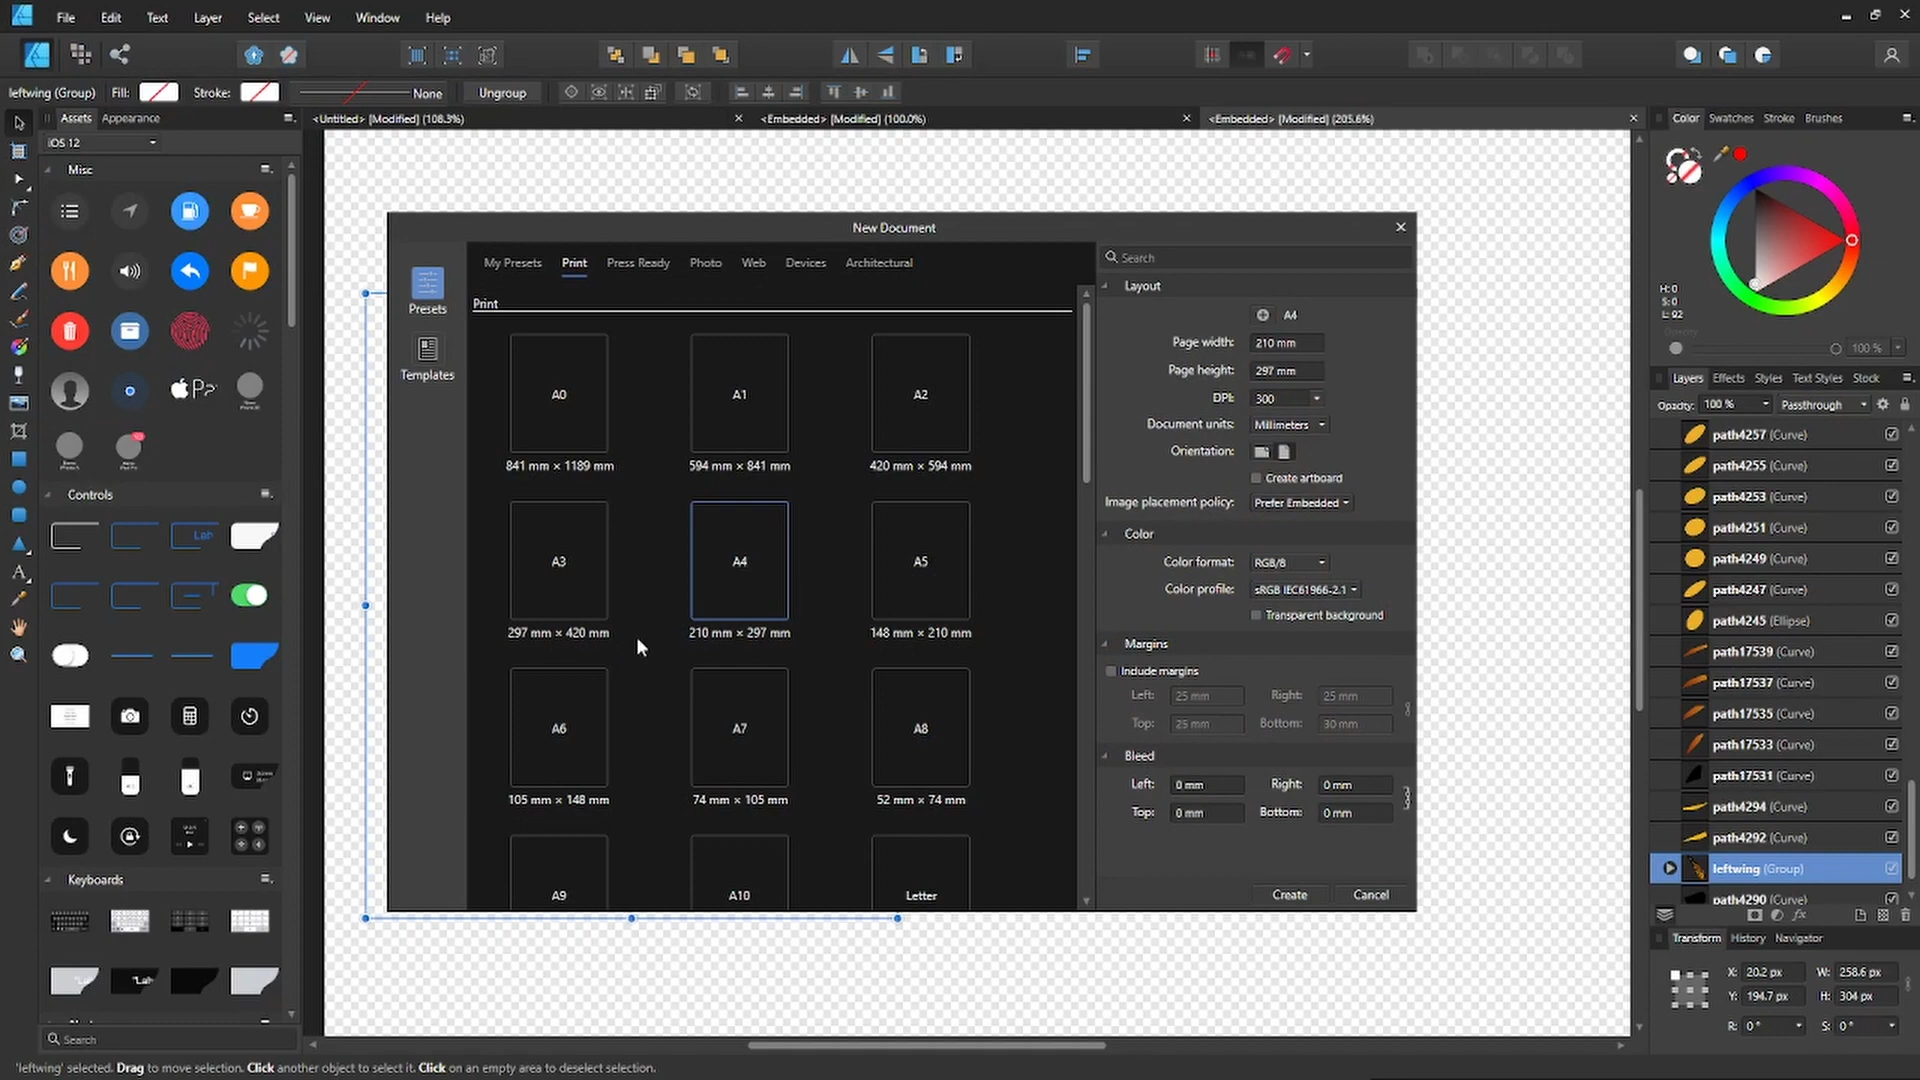 File Edit Text Layer Select View Window Help
leftwing (Group) Fill: Stroke: None Ungroup
Assets Appearance
<Untitled> [Modified] (108.3%)
<Embedded> [Modified] (100.0%)
<Embedded> [Modified] (205.6%)
Color Swatches Stroke Brushes
iOS 12
Misc
Controls
Lab
Keyboards
Search
New Document
Presets
Templates
My Presets Print Press Ready Photo Web Devices Architectural
Print
A0
841 mm × 1189 mm
A1
594 mm × 841 mm
A2
420 mm × 594 mm
A3
297 mm × 420 mm
A4
210 mm × 297 mm
A5
148 mm × 210 mm
A6
105 mm × 148 mm
A7
74 mm × 105 mm
A8
52 mm × 74 mm
A9
A10
Letter
Search
Layout
A4
Page width: 210 mm
Page height: 297 mm
DPI: 300
Document units: Millimeters
Orientation:
Create artboard
Image placement policy: Prefer Embedded
Color
Color format: RGB/8
Color profile: sRGB IEC61966-2.1
Transparent background
Margins
Include margins
Left: 25 mm Right: 25 mm
Top: 25 mm Bottom: 30 mm
Bleed
Left: 0 mm Right: 0 mm
Top: 0 mm Bottom: 0 mm
Create Cancel
H: 0
S: 0
L: 92
Opacity
100 %
Layers Effects Styles Text Styles Stock
Opacity: 100 % Passthrough
path4257 (Curve)
path4255 (Curve)
path4253 (Curve)
path4251 (Curve)
path4249 (Curve)
path4247 (Curve)
path4245 (Ellipse)
path17539 (Curve)
path17537 (Curve)
path17535 (Curve)
path17533 (Curve)
path17531 (Curve)
path4294 (Curve)
path4292 (Curve)
leftwing (Group)
path4290 (Curve)
Transform History Navigator
X: 20.2 px W: 258.6 px
Y: 194.7 px H: 304 px
R: 0 ° S: 0 °
'leftwing' selected. Drag to move selection. Click another object to select it. Click on an empty area to deselect selection.